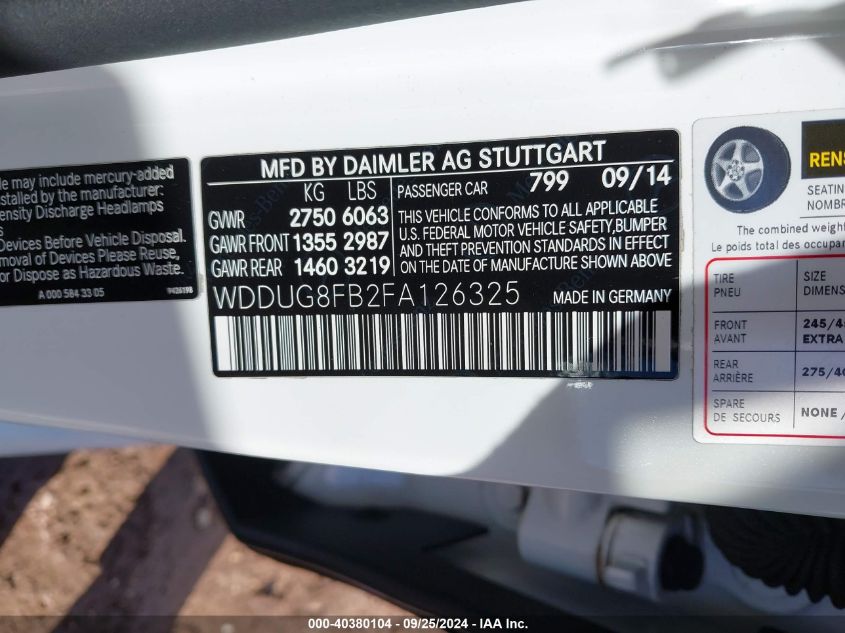 le may include mercury-added
nstalled by the manufacturer:
ensity Discharge Headlamps
s
Devices Before Vehicle Disposal.
moval of Devices Please Reuse,
or Dispose as Hazardous Waste.
A 000 584 33 05
MFD BY DAIMLER AG STUTTGART
KG LBS
GVWR 2750 6063
GAWR FRONT 1355 2987
GAWR REAR 1460 3219
PASSENGER CAR 799 09/14
THIS VEHICLE CONFORMS TO ALL APPLICABLE
U.S. FEDERAL MOTOR VEHICLE SAFETY, BUMPER
AND THEFT PREVENTION STANDARDS IN EFFECT
ON THE DATE OF MANUFACTURE SHOWN ABOVE
WDDUG8FB2FA126325 MADE IN GERMANY
RENS
SEATING
NOMBR
The combined weight
Le poids total des occupan
TIRE
PNEU
SIZE
DIMENS
FRONT
AVANT
245/4
EXTRA
REAR
ARRIÈRE
275/40
SPARE
DE SECOURS
NONE /
000-40380104 - 09/25/2024 - IAA Inc.